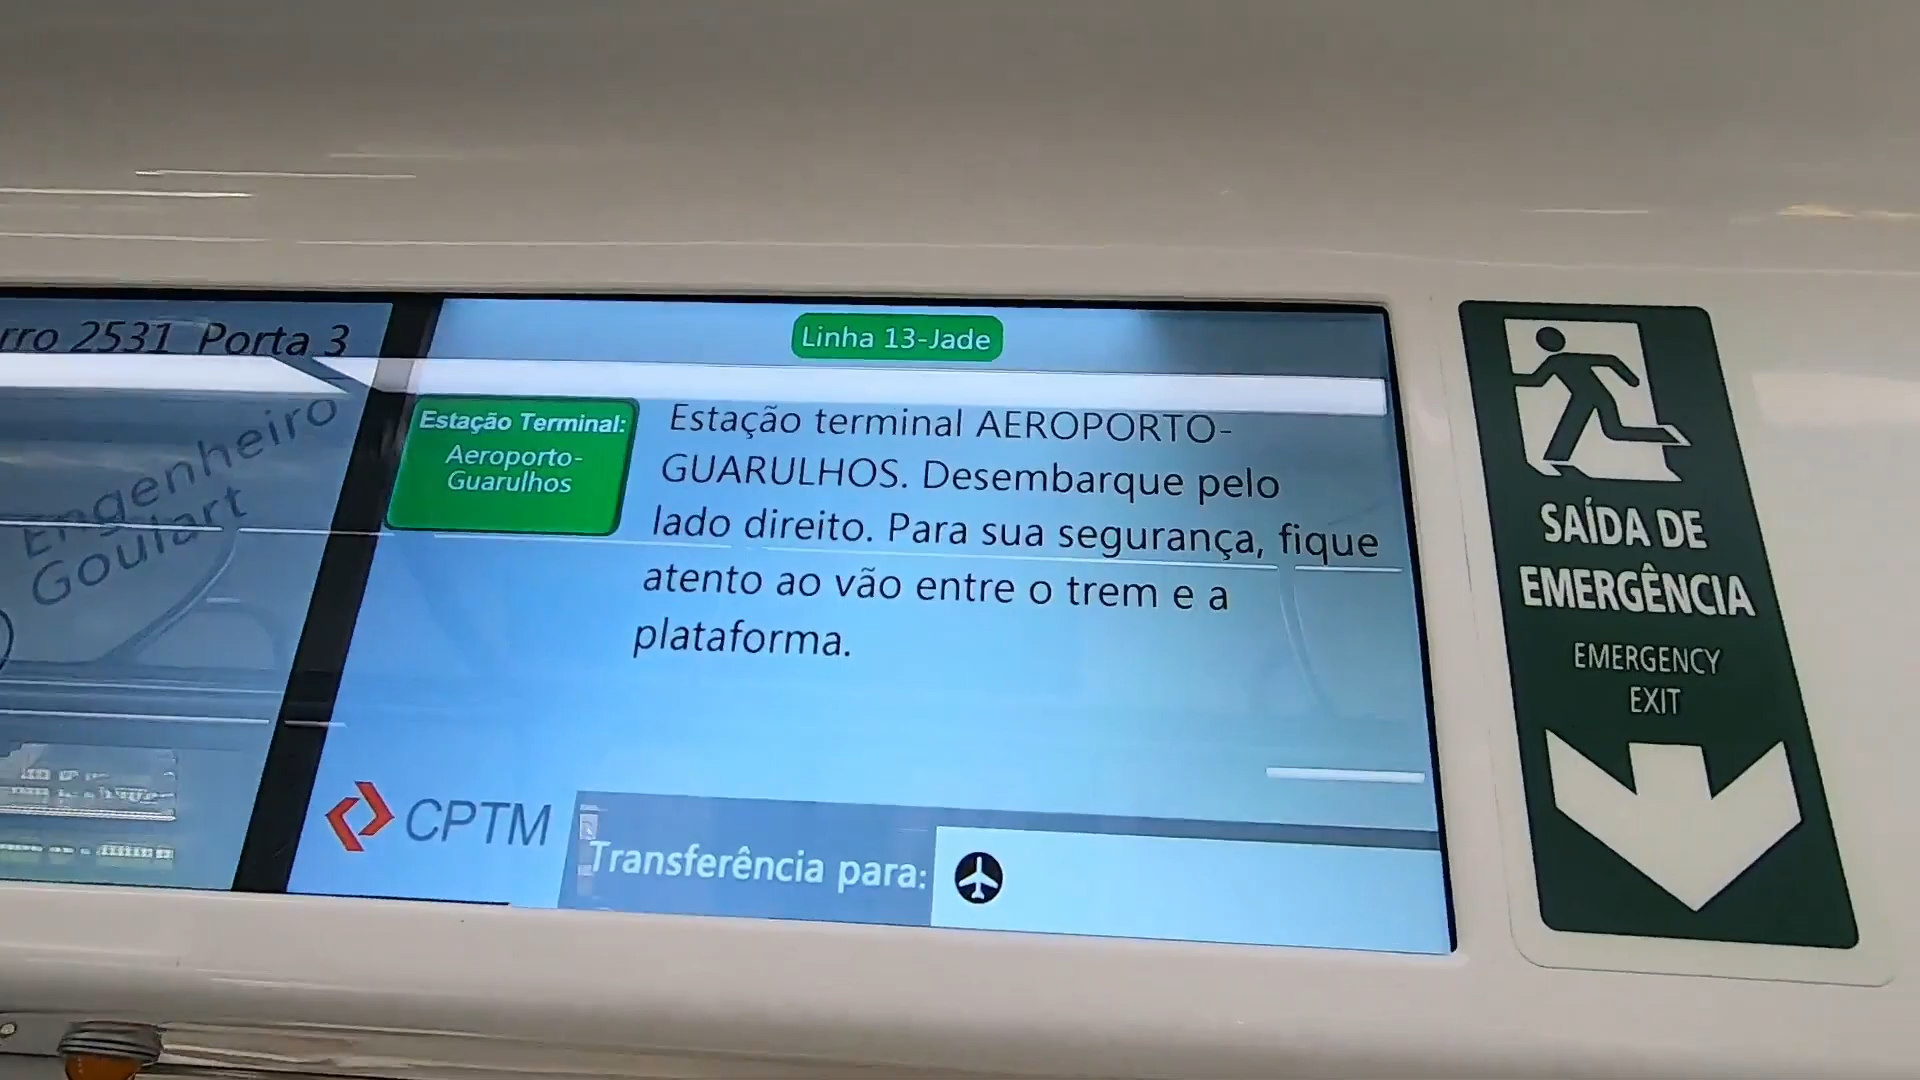 2531 Porta 3
Engenheiro
Goulart
Linha 13-Jade
Estação Terminal:
Aeroporto-
Guarulhos
Estação terminal AEROPORTO-
GUARULHOS. Desembarque pelo
lado direito. Para sua segurança, fique
atento ao vão entre o trem e a
plataforma.
CPTM
Transferência para:
SAÍDA DE
EMERGÊNCIA
EMERGENCY
EXIT